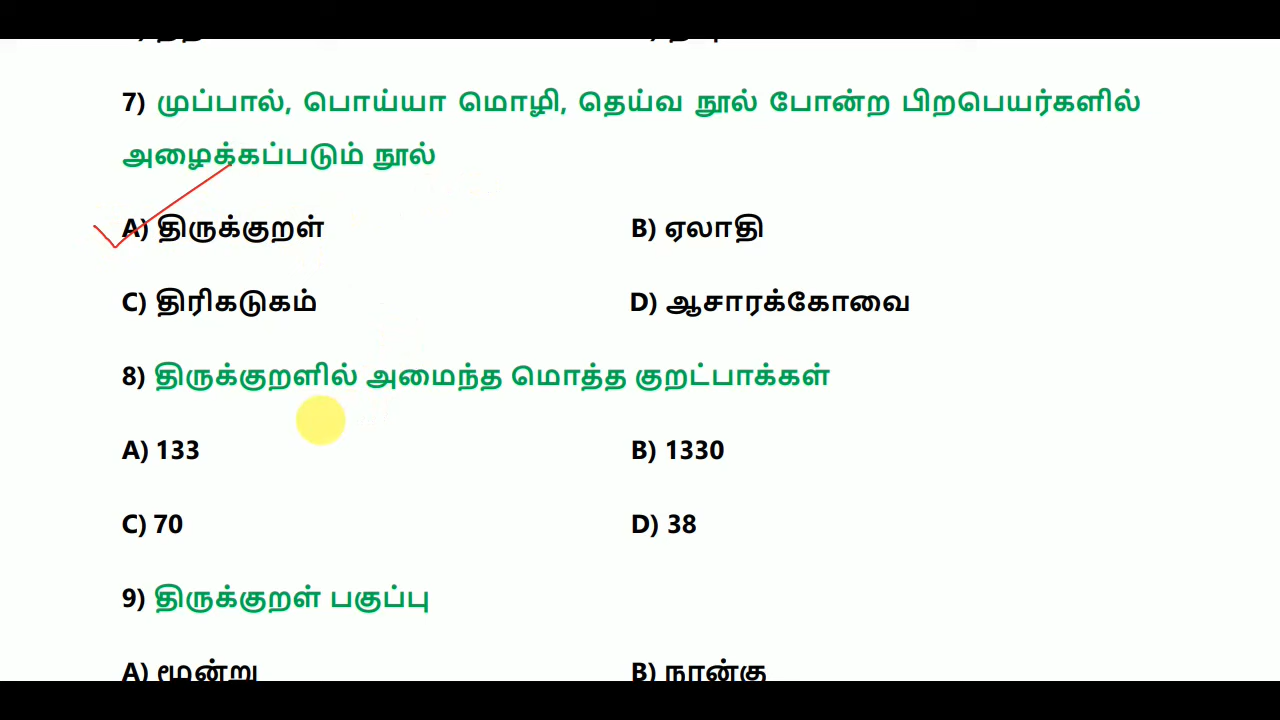 7) முப்பால், பொய்யா மொழி, தெய்வ நூல் போன்ற பிறபெயர்களில்
அழைக்கப்படும் நூல்
A) திருக்குறள் B) ஏலாதி
C) திரிகடுகம் D) ஆசாரக்கோவை
8) திருக்குறளில் அமைந்த மொத்த குறட்பாக்கள்
A) 133 B) 1330
C) 70 D) 38
9) திருக்குறள் பகுப்பு
A) மூன்று B) நான்கு